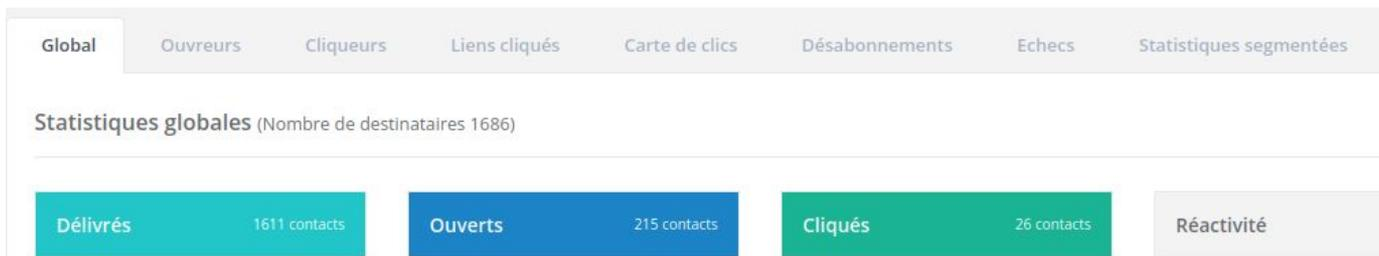 Global Ouvreurs Cliqueurs Liens cliqués Carte de clics Désabonnements Echecs Statistiques segmentées
Statistiques globales (Nombre de destinataires 1686)
Délivrés 1611 contacts Ouverts 215 contacts Cliqués 26 contacts Réactivité